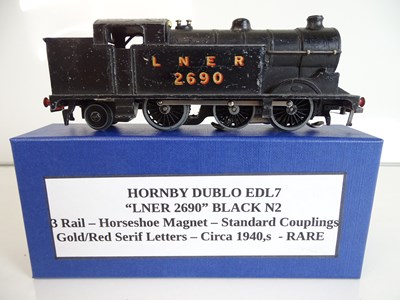 L N E R
2690
HORNBY DUBLO EDL7
“LNER 2690” BLACK N2
3 Rail – Horseshoe Magnet – Standard Couplings
Gold/Red Serif Letters – Circa 1940,s - RARE